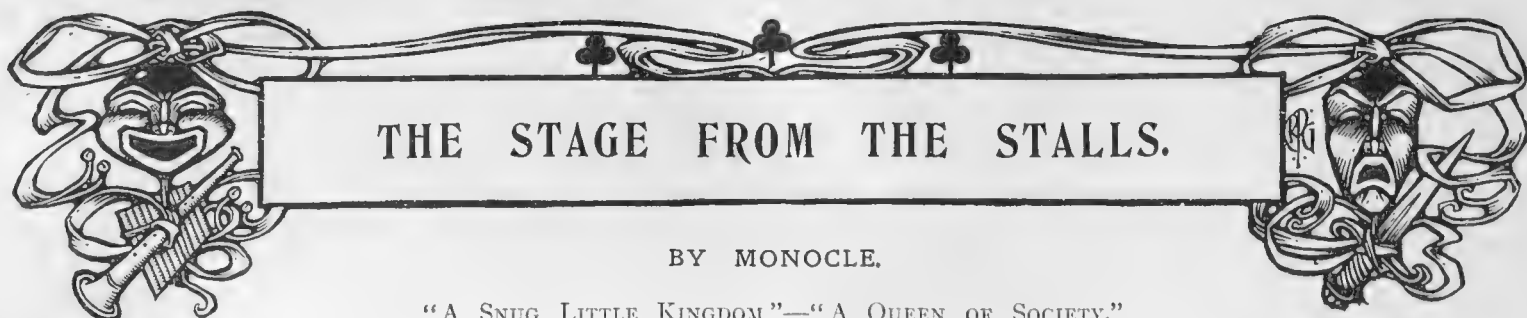 THE STAGE FROM THE STALLS.
BY MONOCLE.
"A SNUG LITTLE KINGDOM"—"A QUEEN OF SOCIETY."